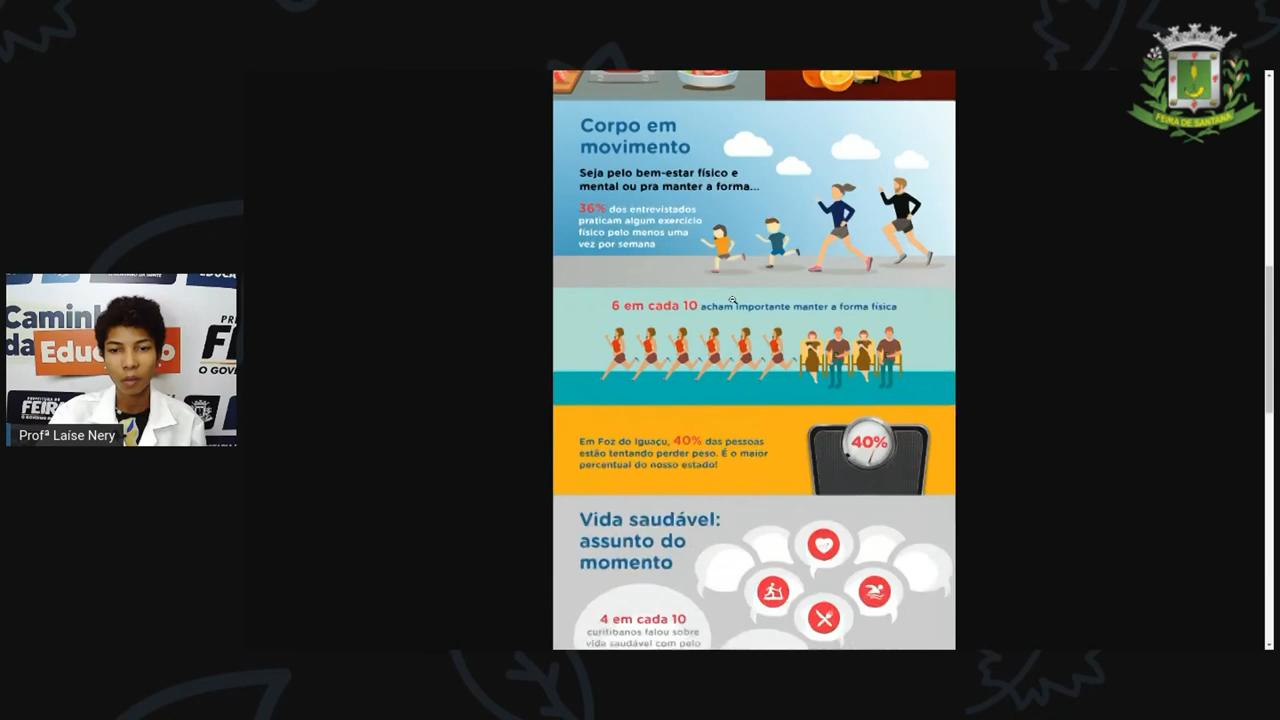 FEIRA DE SANTANA
Corpo em
movimento
Seja pelo bem-estar físico e
mental ou pra manter a forma...
36% dos entrevistados
praticam algum exercício
físico pelo menos uma
vez por semana
6 em cada 10 acham importante manter a forma física
Em Foz do Iguaçu, 40% das pessoas
estão tentando perder peso. É o maior
percentual do nosso estado!
40%
Vida saudável:
assunto do
momento
4 em cada 10
curitibanos falou sobre
vida saudável com pelo
Caminh
da
Educ
o
FEIRA
O GOVE
Profª Laíse Nery